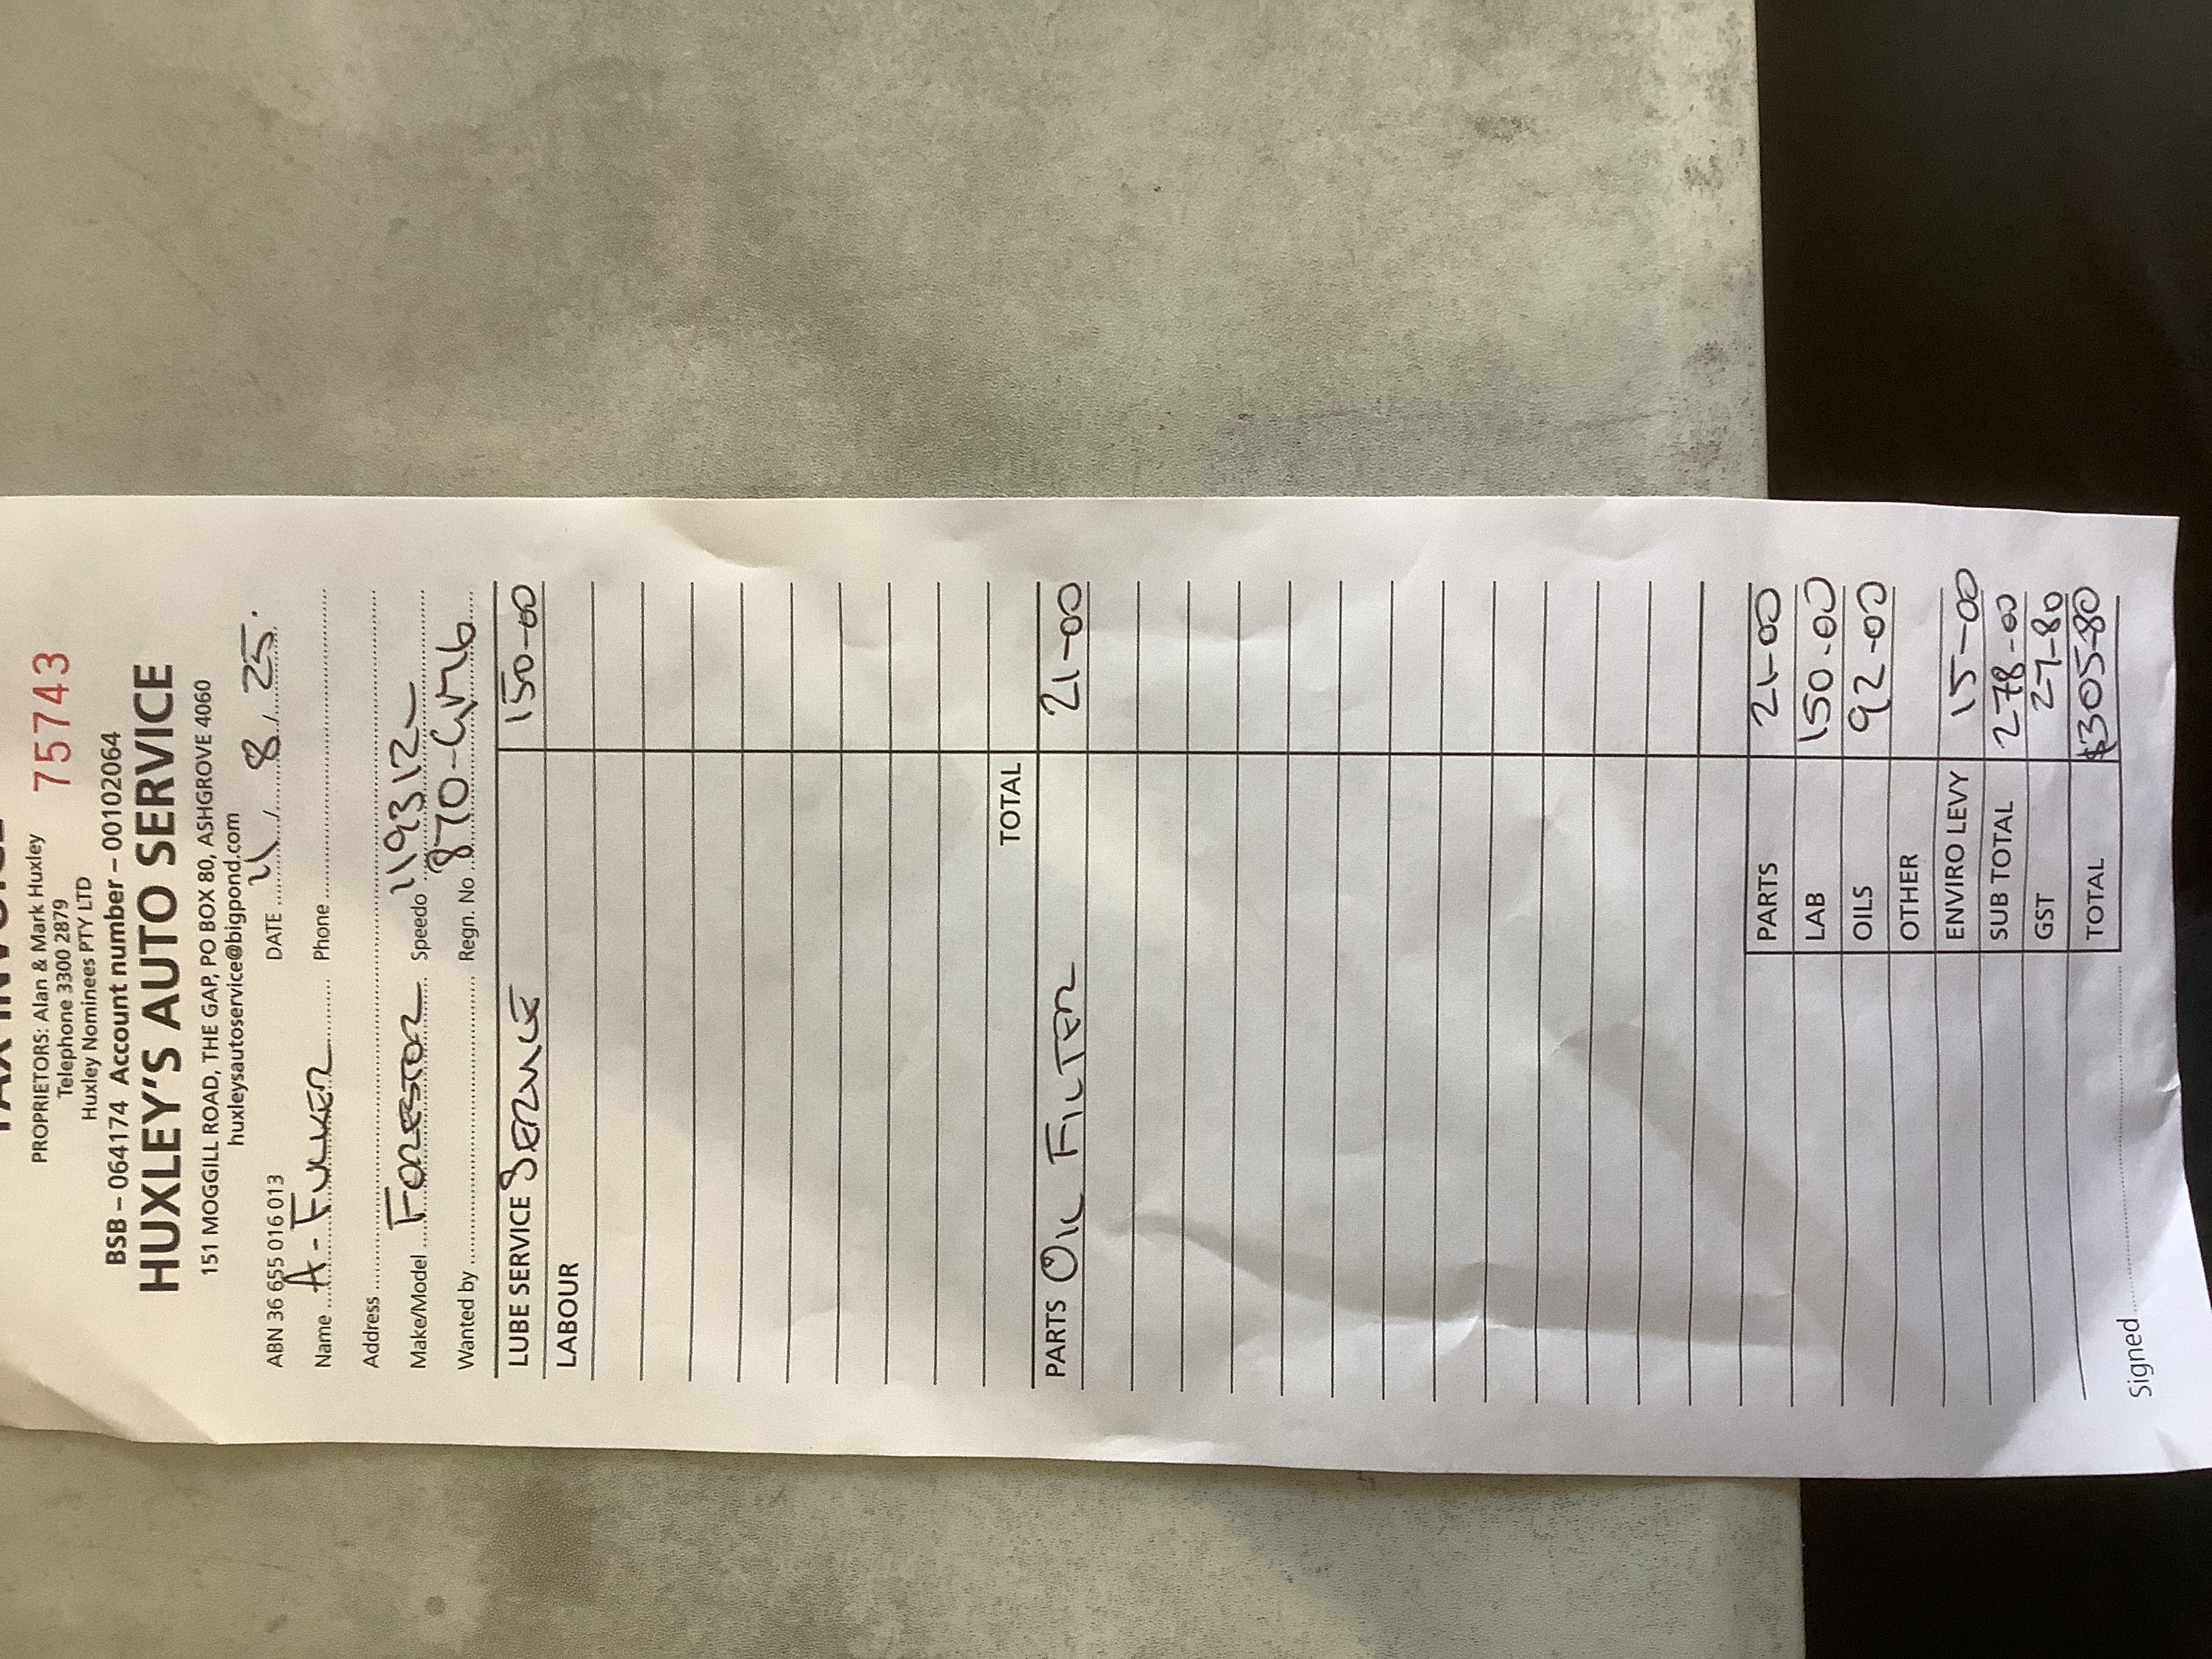 PROPRIETORS: Alan & Mark Huxley 75743
Telephone 3300 2879
Huxley Nominees PTY LTD
BSB – 064174 Account number – 00102064
HUXLEY'S AUTO SERVICE
151 MOGGILL ROAD, THE GAP, PO BOX 80, ASHGROVE 4060
huxleysautoservice@bigpond.com
ABN 36 655 016 013 DATE / 8 / 25.
Name A - FULLER Phone
Address
Make/Model FORESTOR Speedo 119312
Wanted by Regn. No 870-
LUBE SERVICE SERVICE 150-00
LABOUR
TOTAL
PARTS OIL FILTER 21-00
PARTS 21-00
LAB 150.00
OILS 92-00
OTHER
ENVIRO LEVY 15-00
SUB TOTAL 278-00
GST 27-80
TOTAL $305-80
Signed